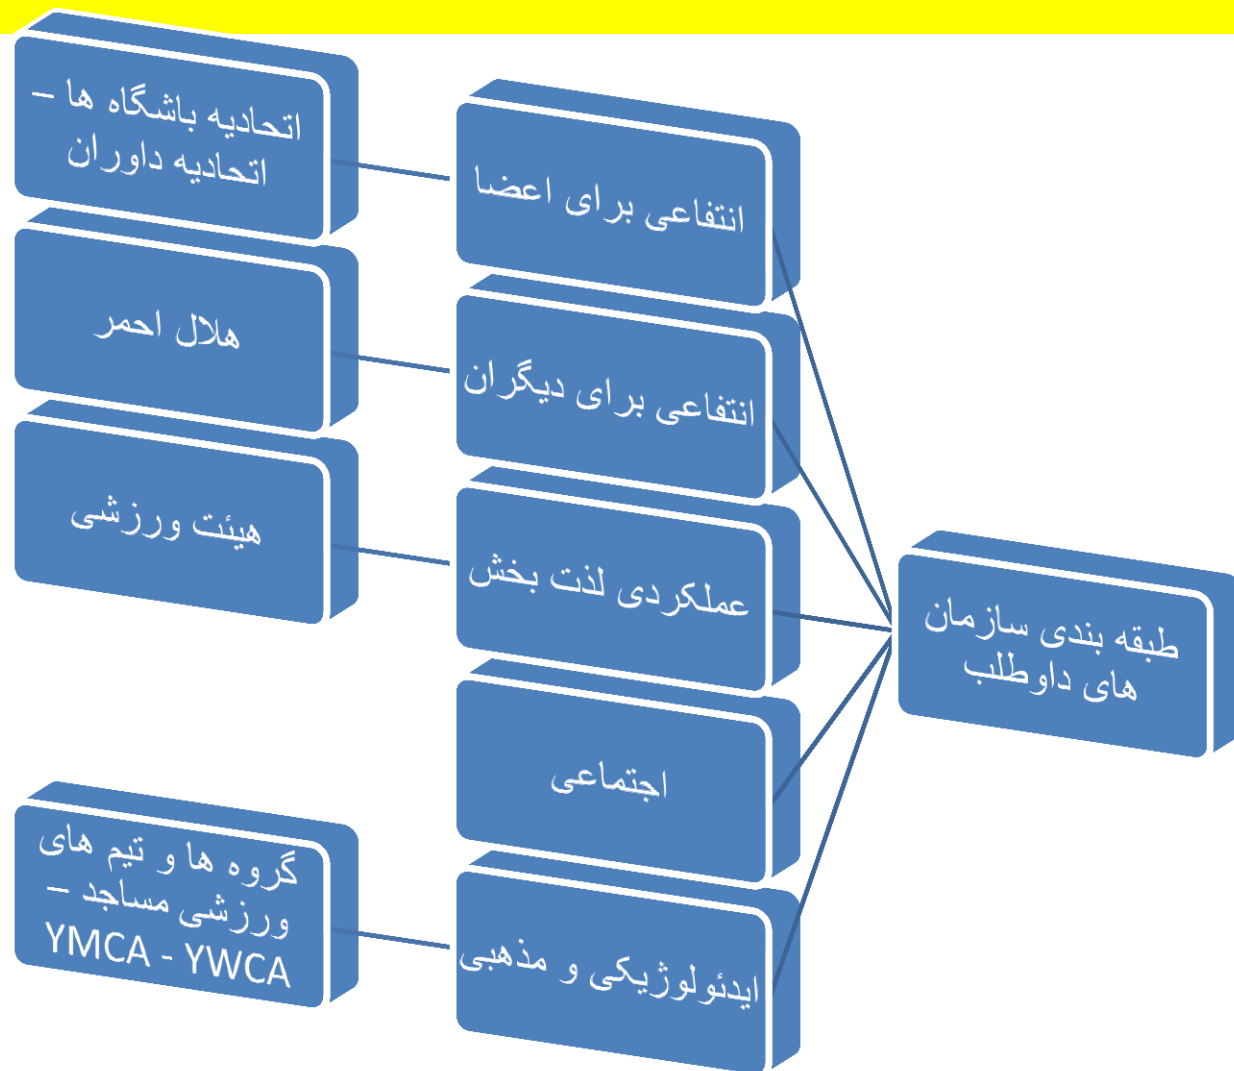 طبقه بندی سازمان
های داوطلب
انتفاعی برای اعضا
اتحادیه باشگاه ها –
اتحادیه داوران
انتفاعی برای دیگران
هلال احمر
عملکردی لذت بخش
هیئت ورزشی
اجتماعی
ایدئولوژیکی و مذهبی
گروه ها و تیم های
ورزشی مساجد –
YMCA - YWCA